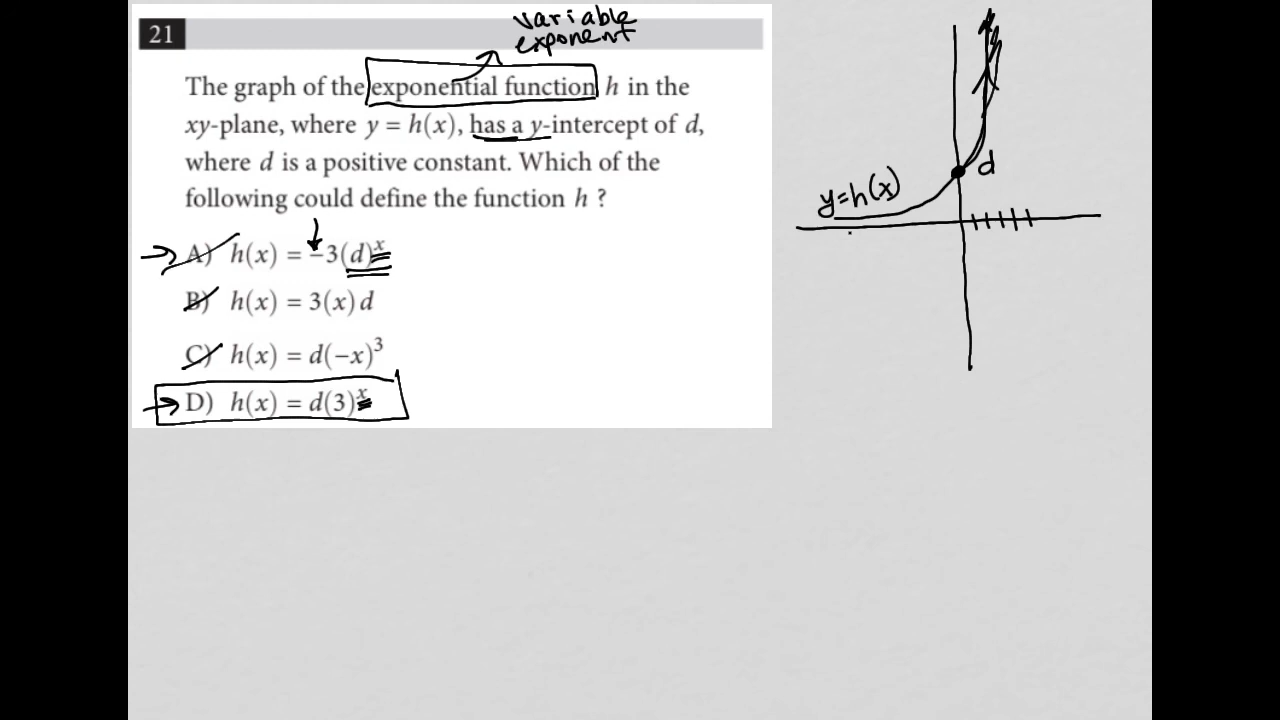 21
variable
exponent
The graph of the exponential function h in the
xy-plane, where y = h(x), has a y-intercept of d,
where d is a positive constant. Which of the
following could define the function h ?
A) h(x) = −3(d)^x
B) h(x) = 3(x)d
C) h(x) = d(−x)³
D) h(x) = d(3)^x
y=h(x)
d